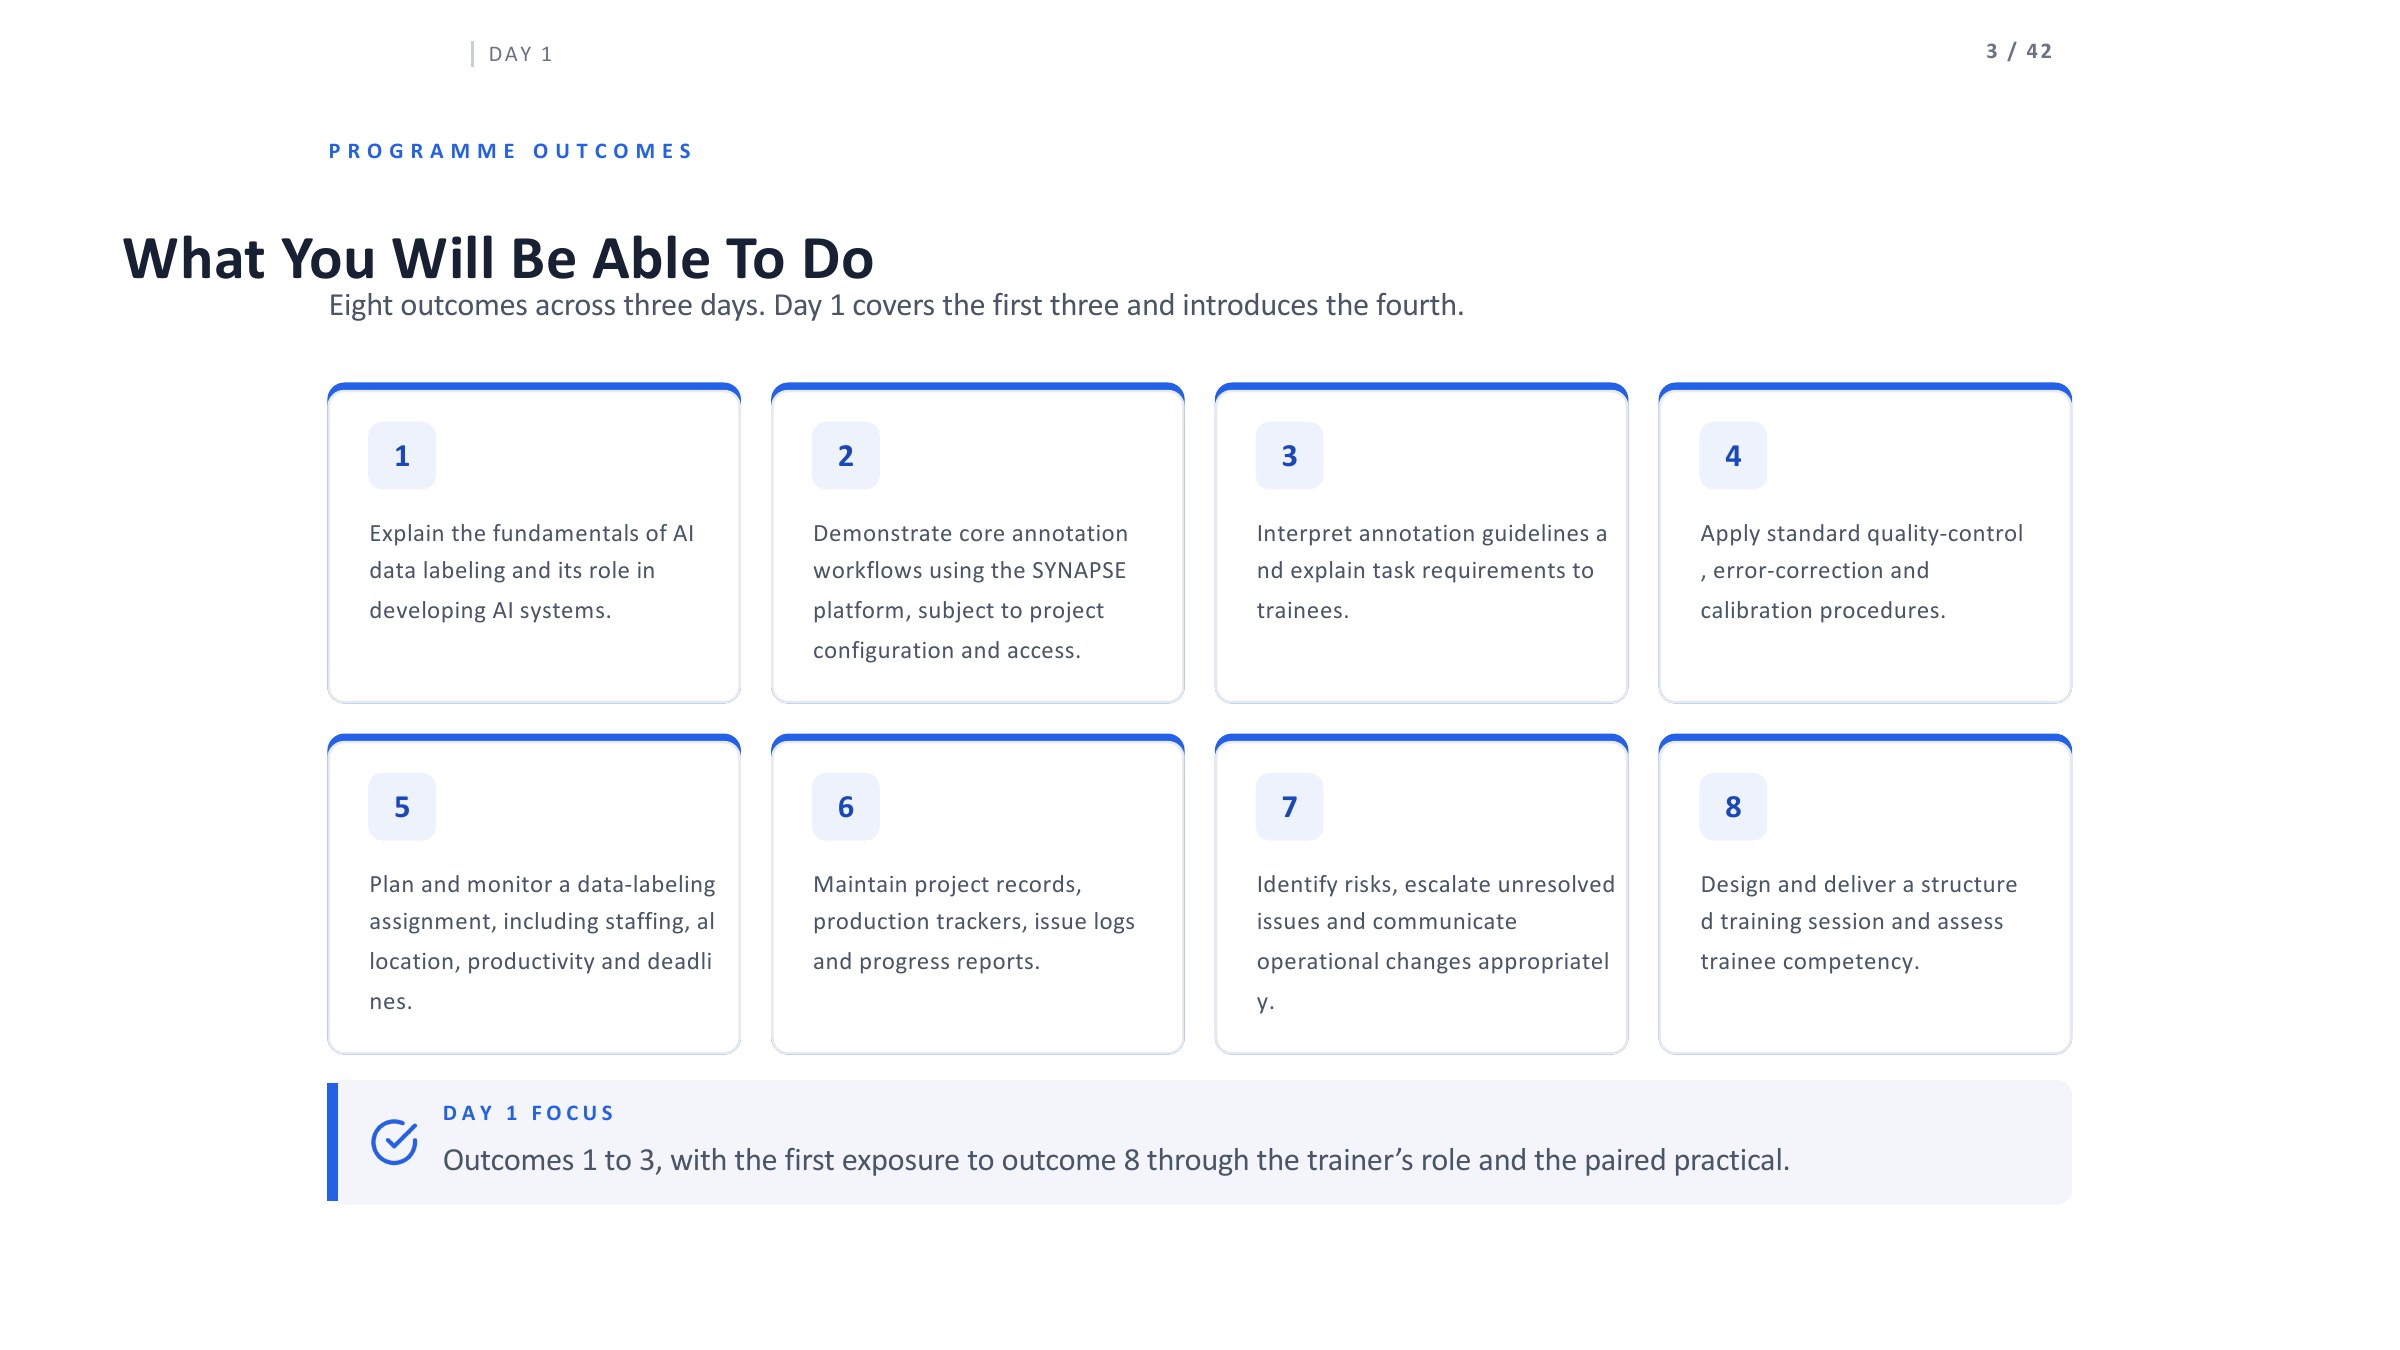 DAY 1
3 / 42
PROGRAMME OUTCOMES
What You Will Be Able To Do
Eight outcomes across three days. Day 1 covers the first three and introduces the fourth.
1
Explain the fundamentals of AI
data labeling and its role in
developing AI systems.
2
Demonstrate core annotation
workflows using the SYNAPSE
platform, subject to project
configuration and access.
3
Interpret annotation guidelines a
nd explain task requirements to
trainees.
4
Apply standard quality-control
, error-correction and
calibration procedures.
5
Plan and monitor a data-labeling
assignment, including staffing, al
location, productivity and deadli
nes.
6
Maintain project records,
production trackers, issue logs
and progress reports.
7
Identify risks, escalate unresolved
issues and communicate
operational changes appropriatel
y.
8
Design and deliver a structure
d training session and assess
trainee competency.
DAY 1 FOCUS
Outcomes 1 to 3, with the first exposure to outcome 8 through the trainer’s role and the paired practical.